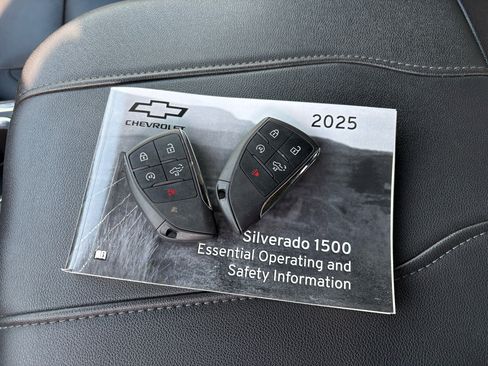 CHEVROLET
2025
Silverado 1500
Essential Operating and
Safety Information